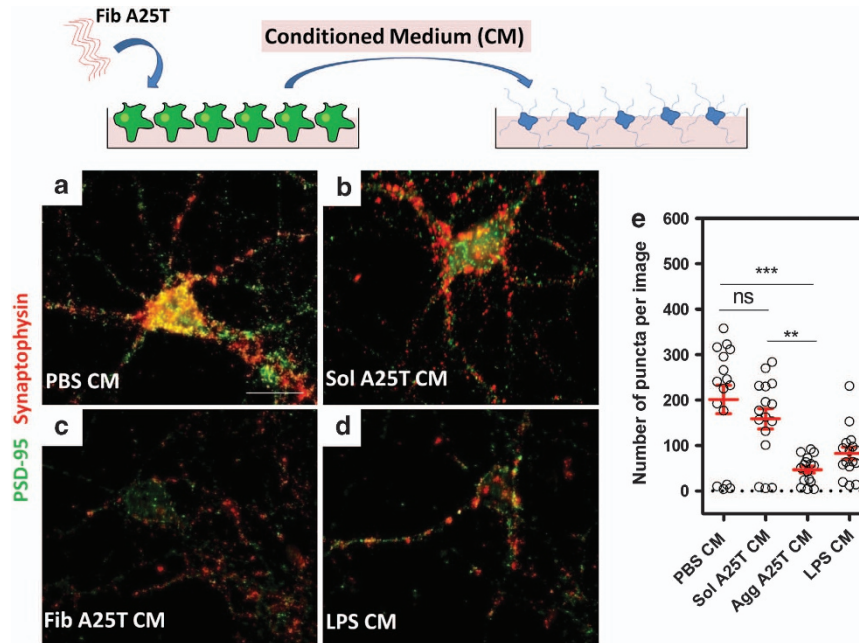 Fib A25T
Conditioned Medium (CM)
PSD-95 Synaptophysin
a
PBS CM
b
Sol A25T CM
c
Fib A25T CM
d
LPS CM
e
Number of puncta per image
600
500
400
300
200
100
0
***
ns
**
PBS CM
Sol A25T CM
Agg A25T CM
LPS CM